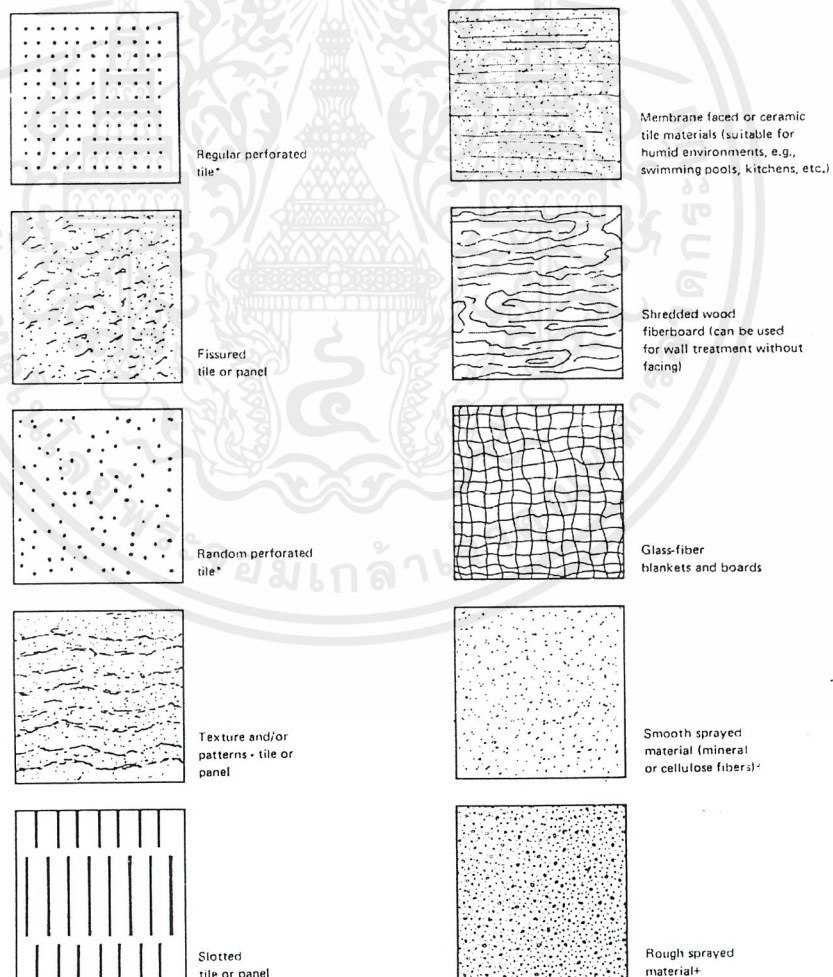 Regular perforated
tile*
Fissured
tile or panel
Random perforated
tile*
Texture and/or
patterns - tile or
panel
Slotted
tile or panel
Membrane faced or ceramic
tile materials (suitable for
humid environments, e.g.,
swimming pools, kitchens, etc.)
Shredded wood
fiberboard (can be used
for wall treatment without
facing)
Glass-fiber
blankets and boards
Smooth sprayed
material (mineral
or cellulose fibers)+
Rough sprayed
material+